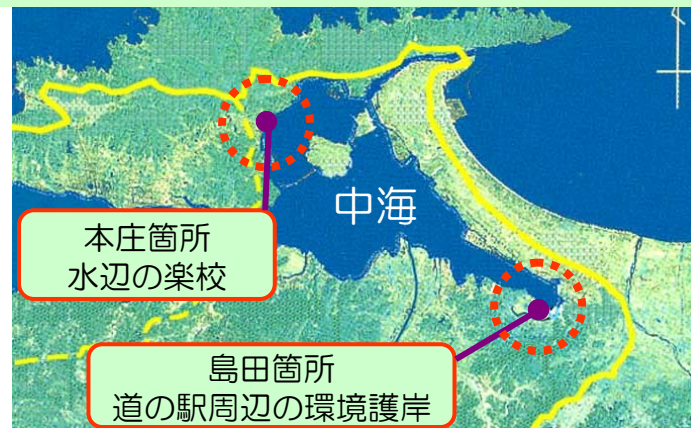 中海
本庄箇所
水辺の楽校
島田箇所
道の駅周辺の環境護岸